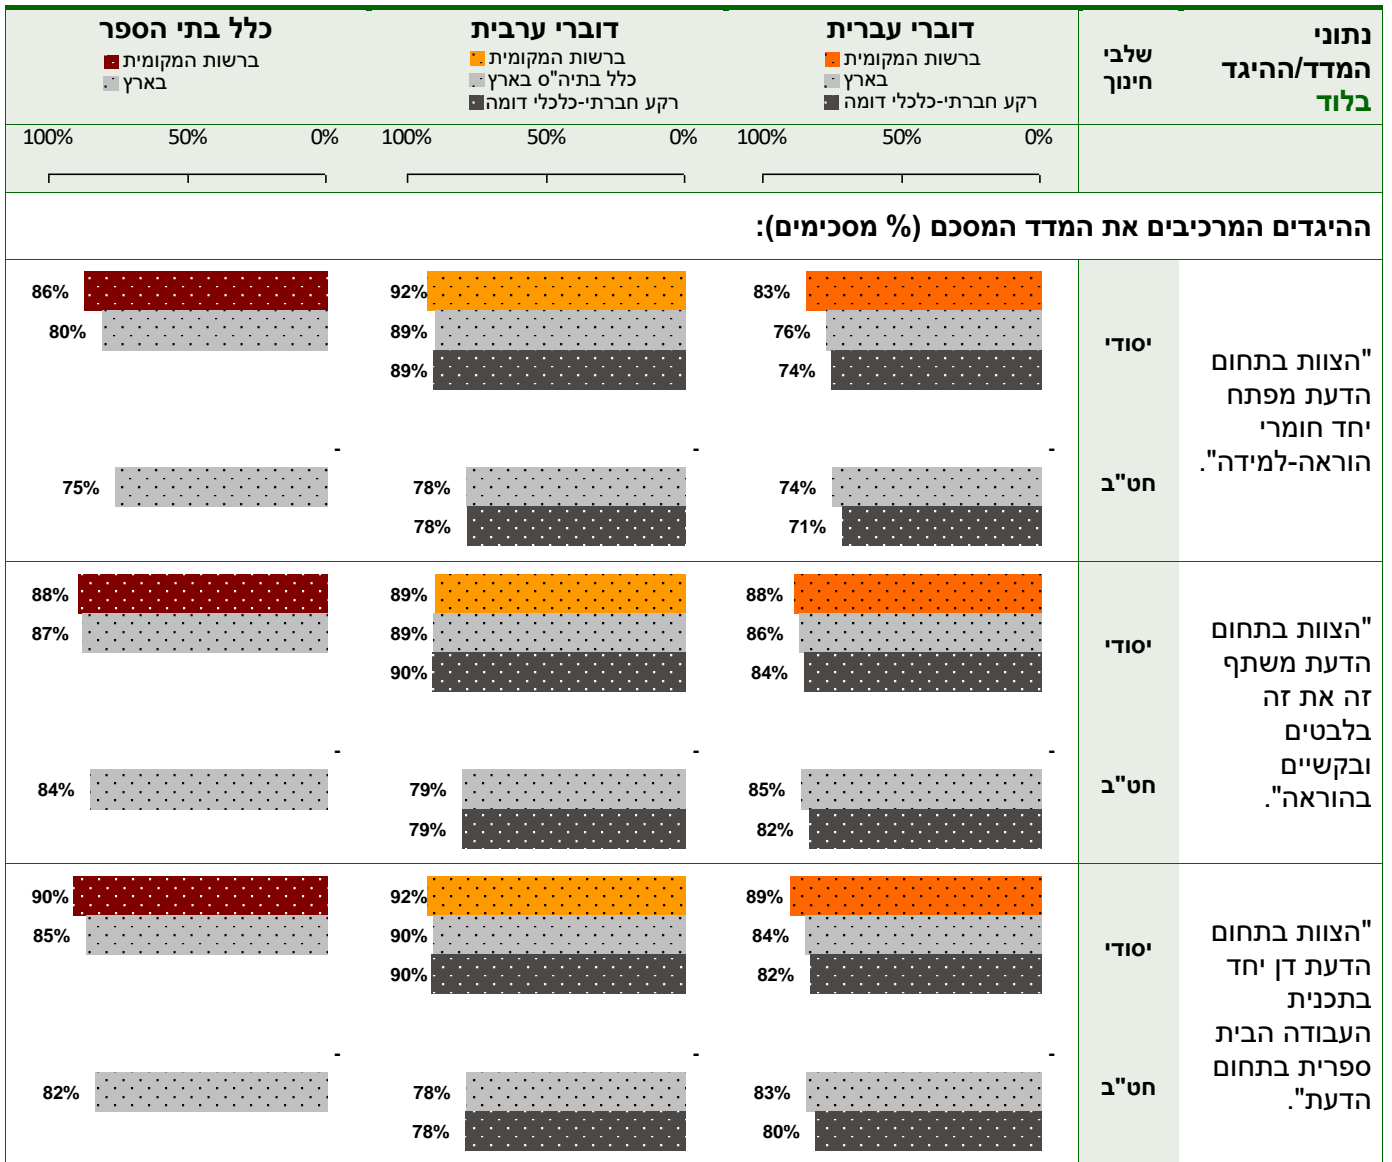 נתוני
המדד/ההיגד
בלוד
שלבי
חינוך
דוברי עברית
ברשות המקומית
בארץ
רקע חברתי-כלכלי דומה
דוברי ערבית
ברשות המקומית
כלל בתיה"ס בארץ
רקע חברתי-כלכלי דומה
כלל בתי הספר
ברשות המקומית
בארץ
0% 50% 100%
0% 50% 100%
0% 50% 100%
ההיגדים המרכיבים את המדד המסכם (% מסכימים):
"הצוות בתחום
הדעת מפתח
יחד חומרי
הוראה-למידה".
יסודי
83%
76%
74%
92%
89%
89%
86%
80%
חט"ב
-
74%
71%
-
78%
78%
-
75%
"הצוות בתחום
הדעת משתף
זה את זה
בלבטים
ובקשיים
בהוראה".
יסודי
88%
86%
84%
89%
89%
90%
88%
87%
חט"ב
-
85%
82%
-
79%
79%
-
84%
"הצוות בתחום
הדעת דן יחד
בתכנית
העבודה הבית
ספרית בתחום
הדעת".
יסודי
89%
84%
82%
92%
90%
90%
90%
85%
חט"ב
-
83%
80%
-
78%
78%
-
82%